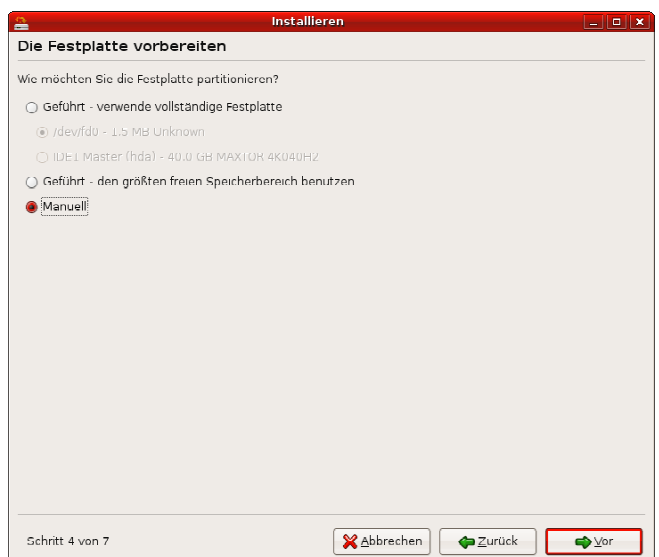 Installieren
Die Festplatte vorbereiten
Wie möchten Sie die Festplatte partitionieren?
Geführt - verwende vollständige Festplatte
/dev/fd0 - 1.5 MB Unknown
IDE1 Master (hda) - 40.0 GB MAXTOR 4K040H2
Geführt - den größten freien Speicherbereich benutzen
Manuell
Schritt 4 von 7
Abbrechen
Zurück
Vor